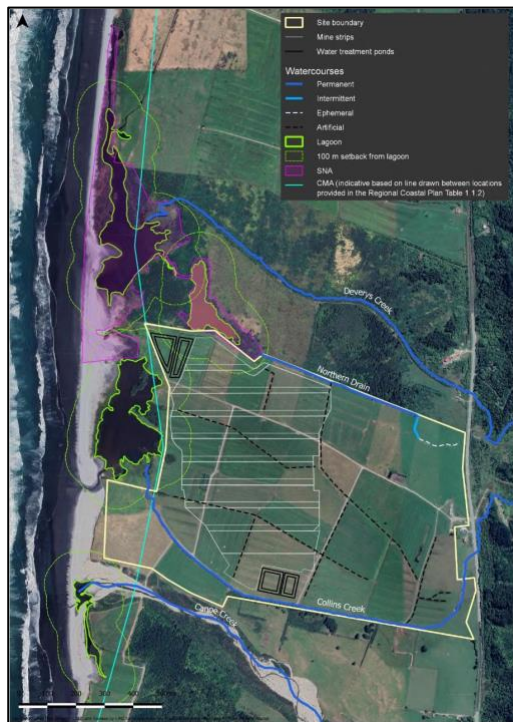 Site boundary
Mine strips
Water treatment ponds
Watercourses
Permanent
Intermittent
Ephemeral
Artificial
Lagoon
100 m setback from lagoon
SNA
CMA (indicative based on line drawn between locations
provided in the Regional Coastal Plan Table 1.1.2)
Deverys Creek
Northern Drain
Collins Creek
Canoe Creek